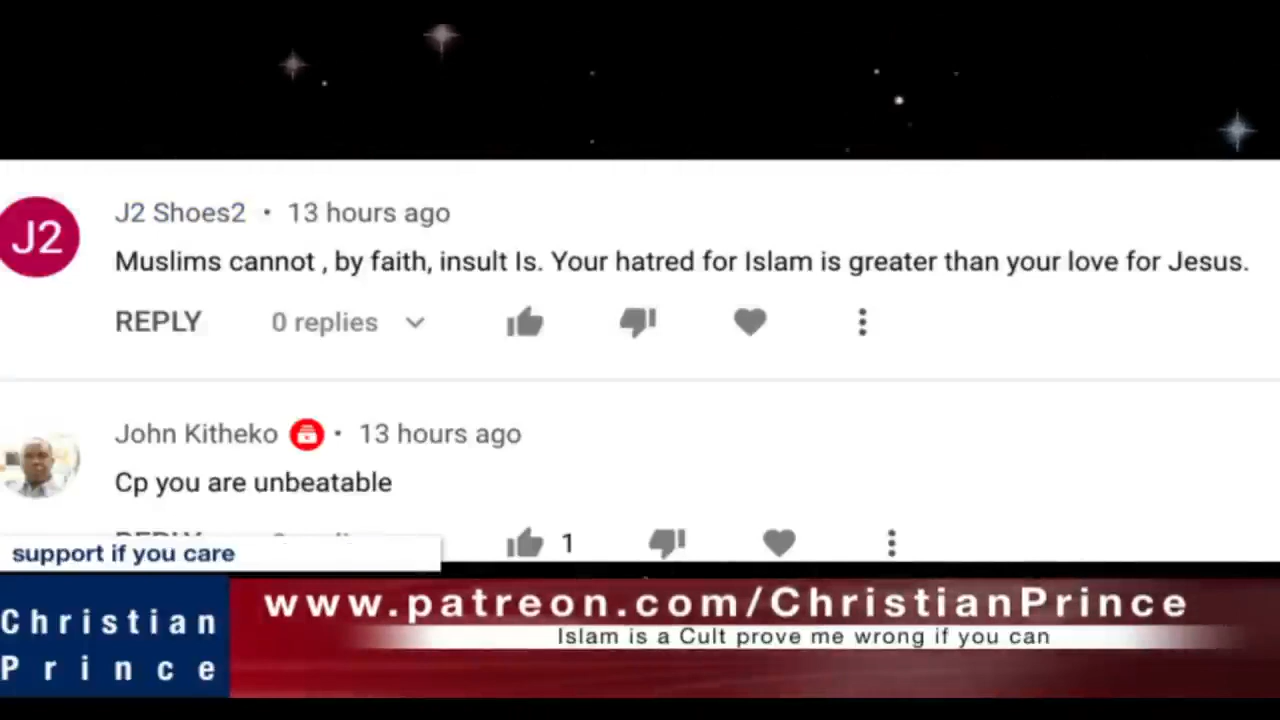 J2
J2 Shoes2 • 13 hours ago
Muslims cannot , by faith, insult Is. Your hatred for Islam is greater than your love for Jesus.
REPLY 0 replies
John Kitheko • 13 hours ago
Cp you are unbeatable
REPLY
1
support if you care
Christian
Prince
www.patreon.com/ChristianPrince
Islam is a Cult prove me wrong if you can